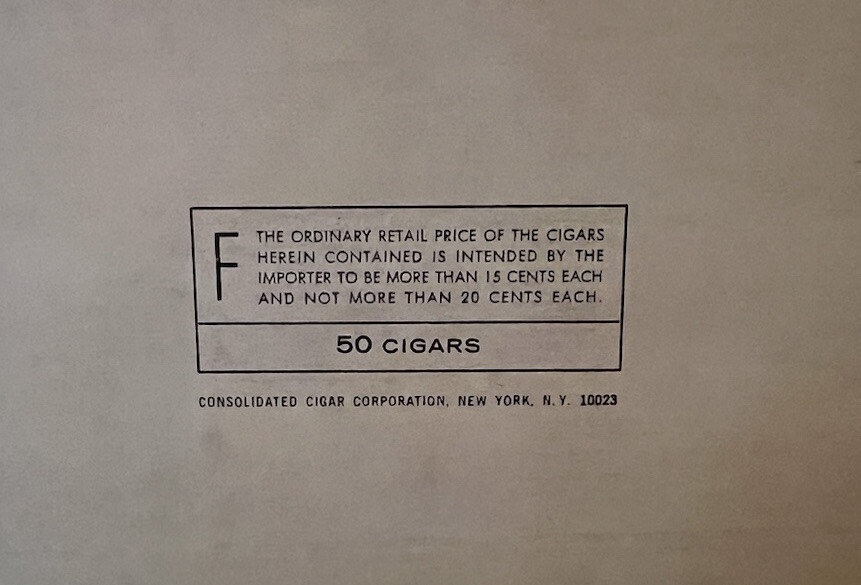 F
THE ORDINARY RETAIL PRICE OF THE CIGARS
HEREIN CONTAINED IS INTENDED BY THE
IMPORTER TO BE MORE THAN 15 CENTS EACH
AND NOT MORE THAN 20 CENTS EACH.
50 CIGARS
CONSOLIDATED CIGAR CORPORATION, NEW YORK, N.Y. 10023